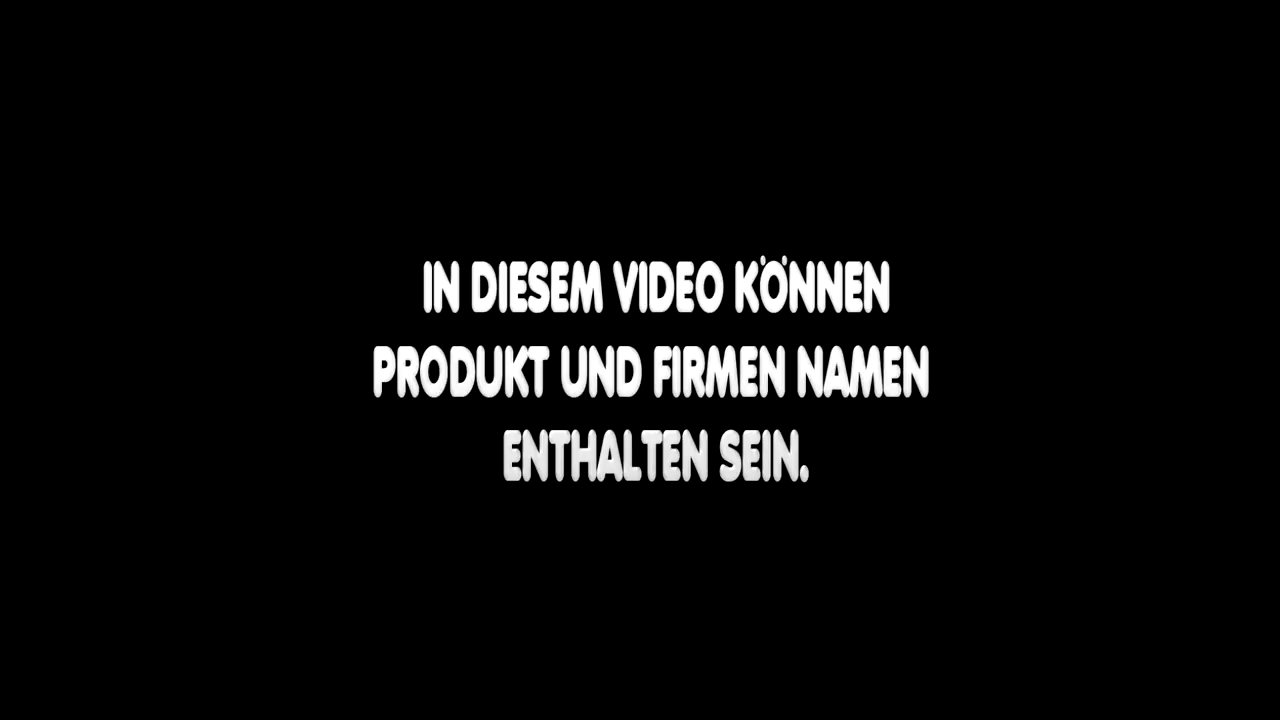 IN DIESEM VIDEO KÖNNEN
PRODUKT UND FIRMEN NAMEN
ENTHALTEN SEIN.